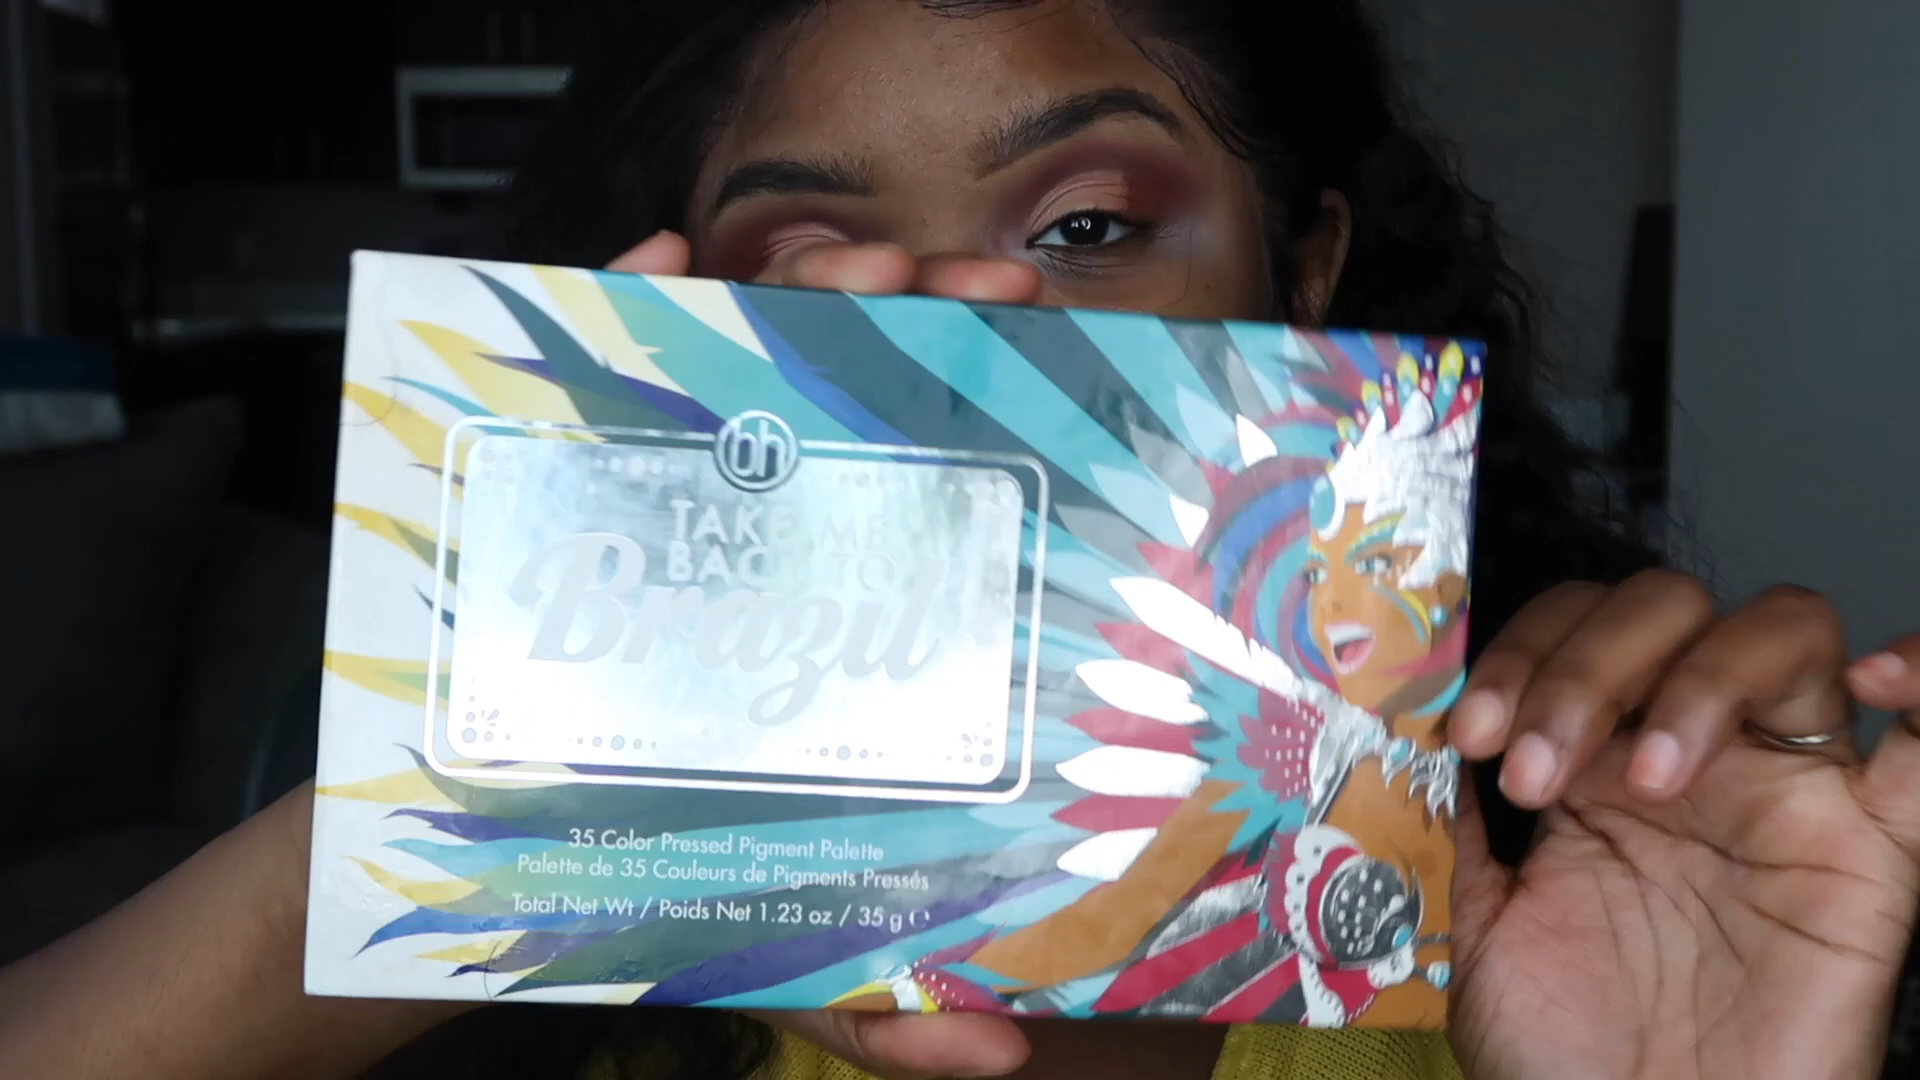 bh
TAKE ME
BACK TO
Brazil
35 Color Pressed Pigment Palette
Palette de 35 Couleurs de Pigments Pressés
Total Net Wt / Poids Net 1.23 oz / 35 g ℮